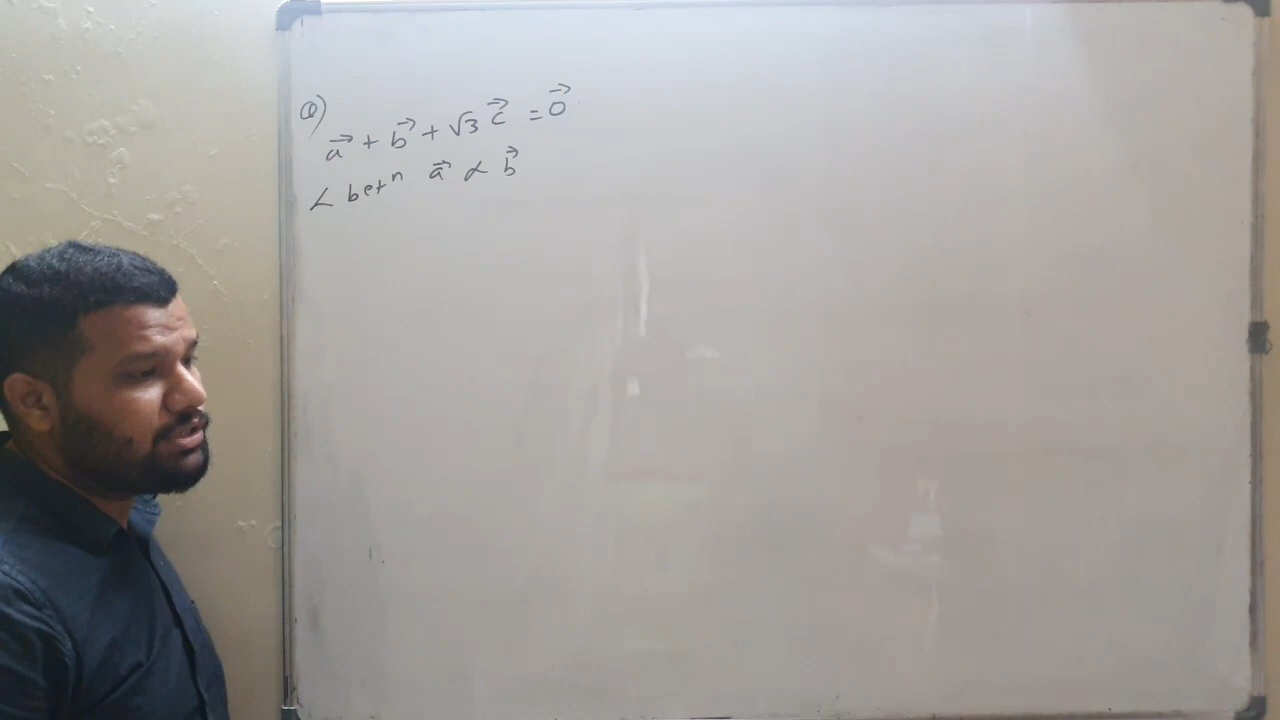 Q)
a⃗ + b⃗ + √3 c⃗ = 0⃗
∠ betⁿ a⃗ & b⃗